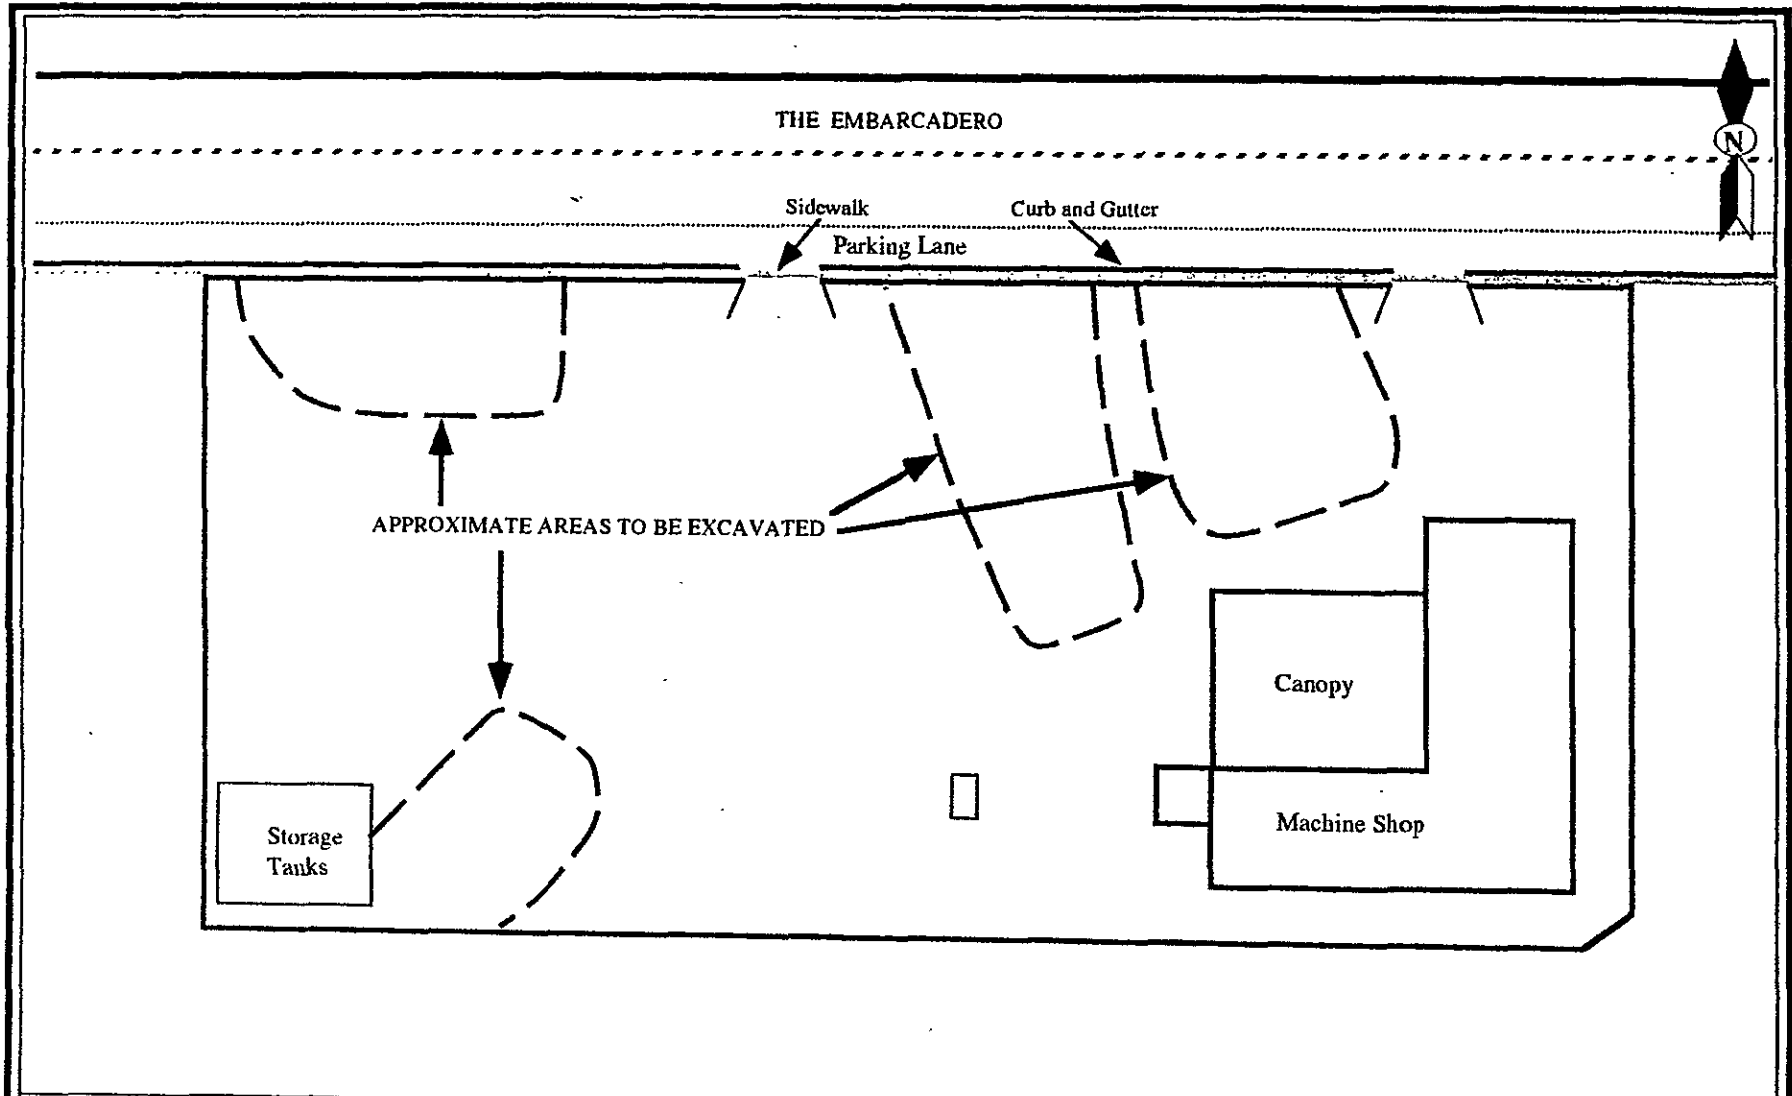 THE EMBARCADERO
N
Sidewalk
Curb and Gutter
Parking Lane
APPROXIMATE AREAS TO BE EXCAVATED
Canopy
Storage
Tanks
Machine Shop